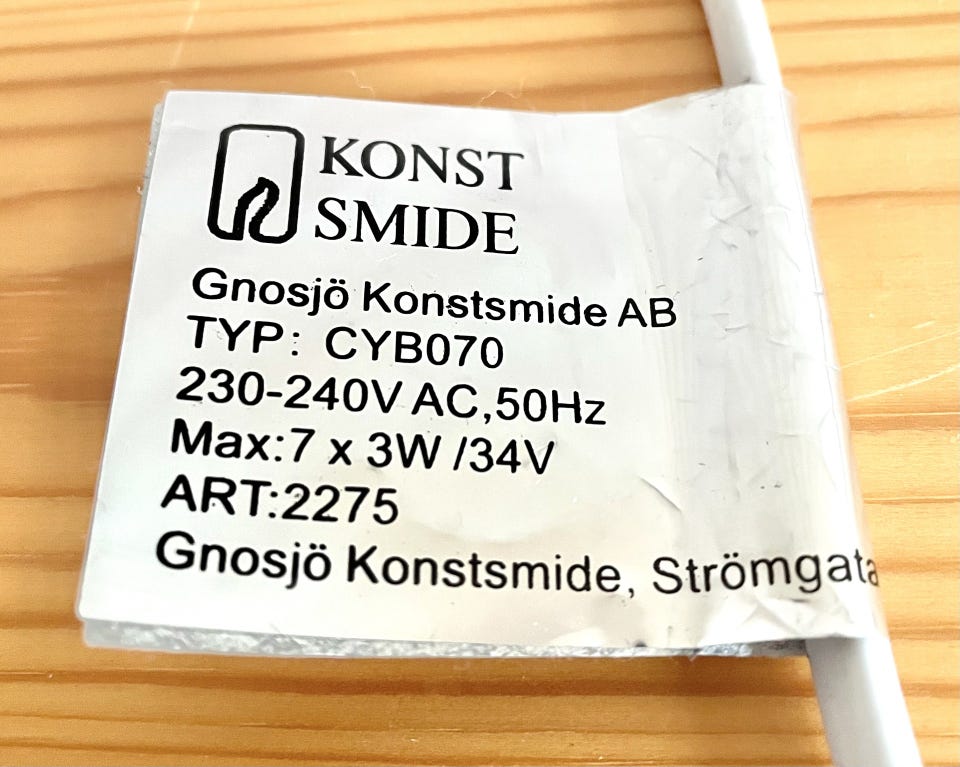 KONST
SMIDE
Gnosjö Konstsmide AB
TYP: CYB070
230-240V AC,50Hz
Max:7 x 3W /34V
ART:2275
Gnosjö Konstsmide, Strömgata